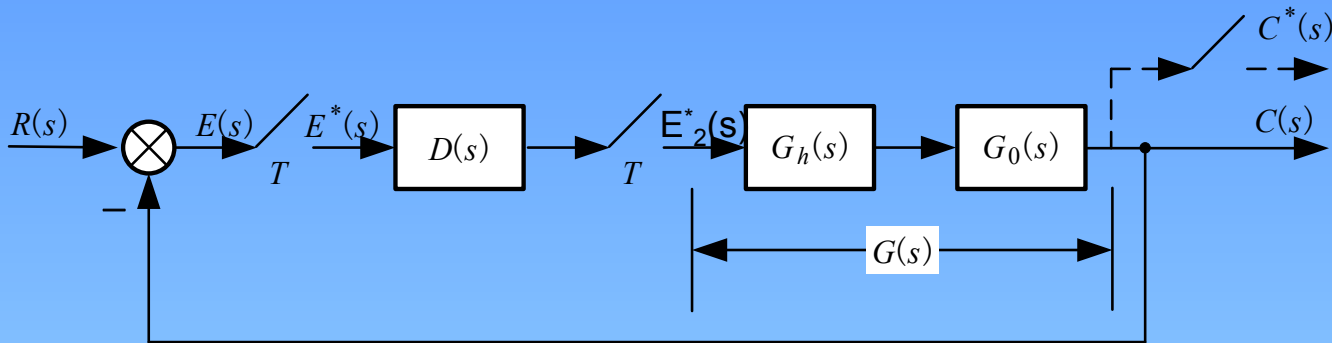 C*(s)
R(s)
E(s)
E*(s)
D(s)
E*2(s)
Gh(s)
G0(s)
C(s)
T
T
−
G(s)